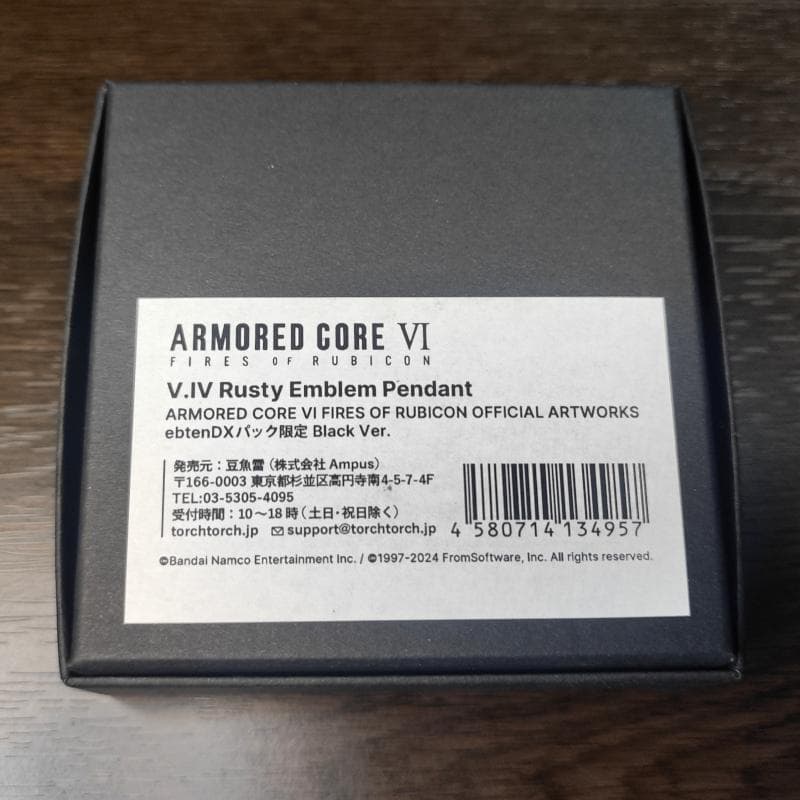 ARMORED CORE VI
FIRES OF RUBICON
V.IV Rusty Emblem Pendant
ARMORED CORE VI FIRES OF RUBICON OFFICIAL ARTWORKS
ebtenDXパック限定 Black Ver.
発売元：豆魚雷（株式会社 Ampus）
〒166-0003 東京都杉並区高円寺南4-5-7-4F
TEL:03-5305-4095
受付時間：10〜18時（土日・祝日除く）
torchtorch.jp ✉support@torchtorch.jp
4 580714 134957
©Bandai Namco Entertainment Inc. / ©1997-2024 FromSoftware, Inc. All rights reserved.